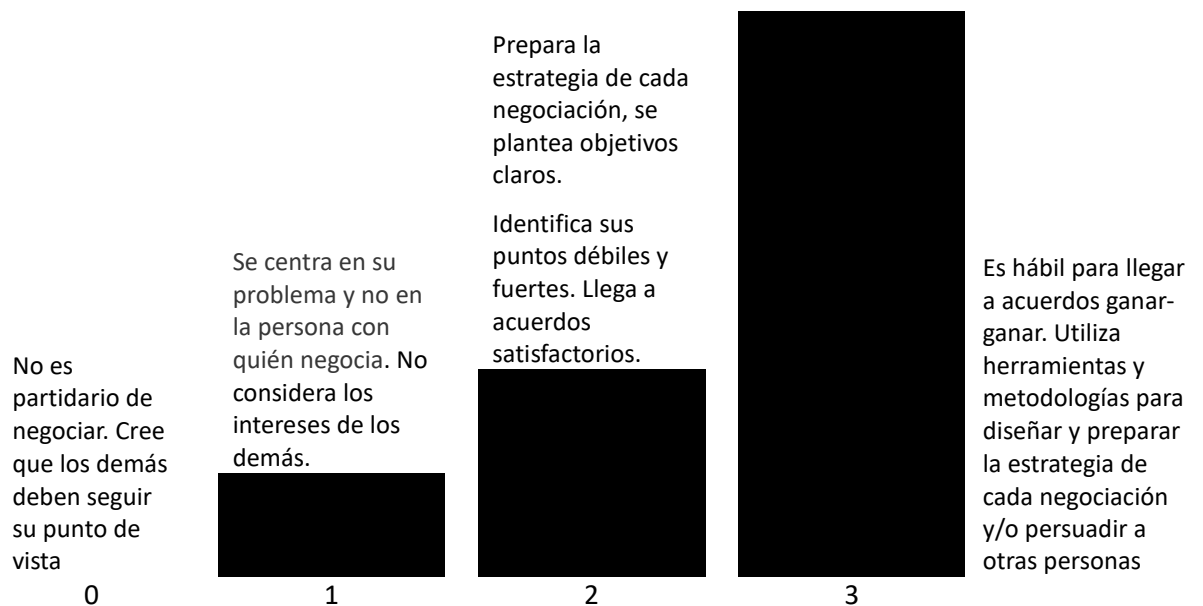 No es
partidario de
negociar. Cree
que los demás
deben seguir
su punto de
vista
0
Se centra en su
problema y no en
la persona con
quién negocia. No
considera los
intereses de los
demás.
1
Prepara la
estrategia de cada
negociación, se
plantea objetivos
claros.
Identifica sus
puntos débiles y
fuertes. Llega a
acuerdos
satisfactorios.
2
3
Es hábil para llegar
a acuerdos ganar-
ganar. Utiliza
herramientas y
metodologías para
diseñar y preparar
la estrategia de
cada negociación
y/o persuadir a
otras personas